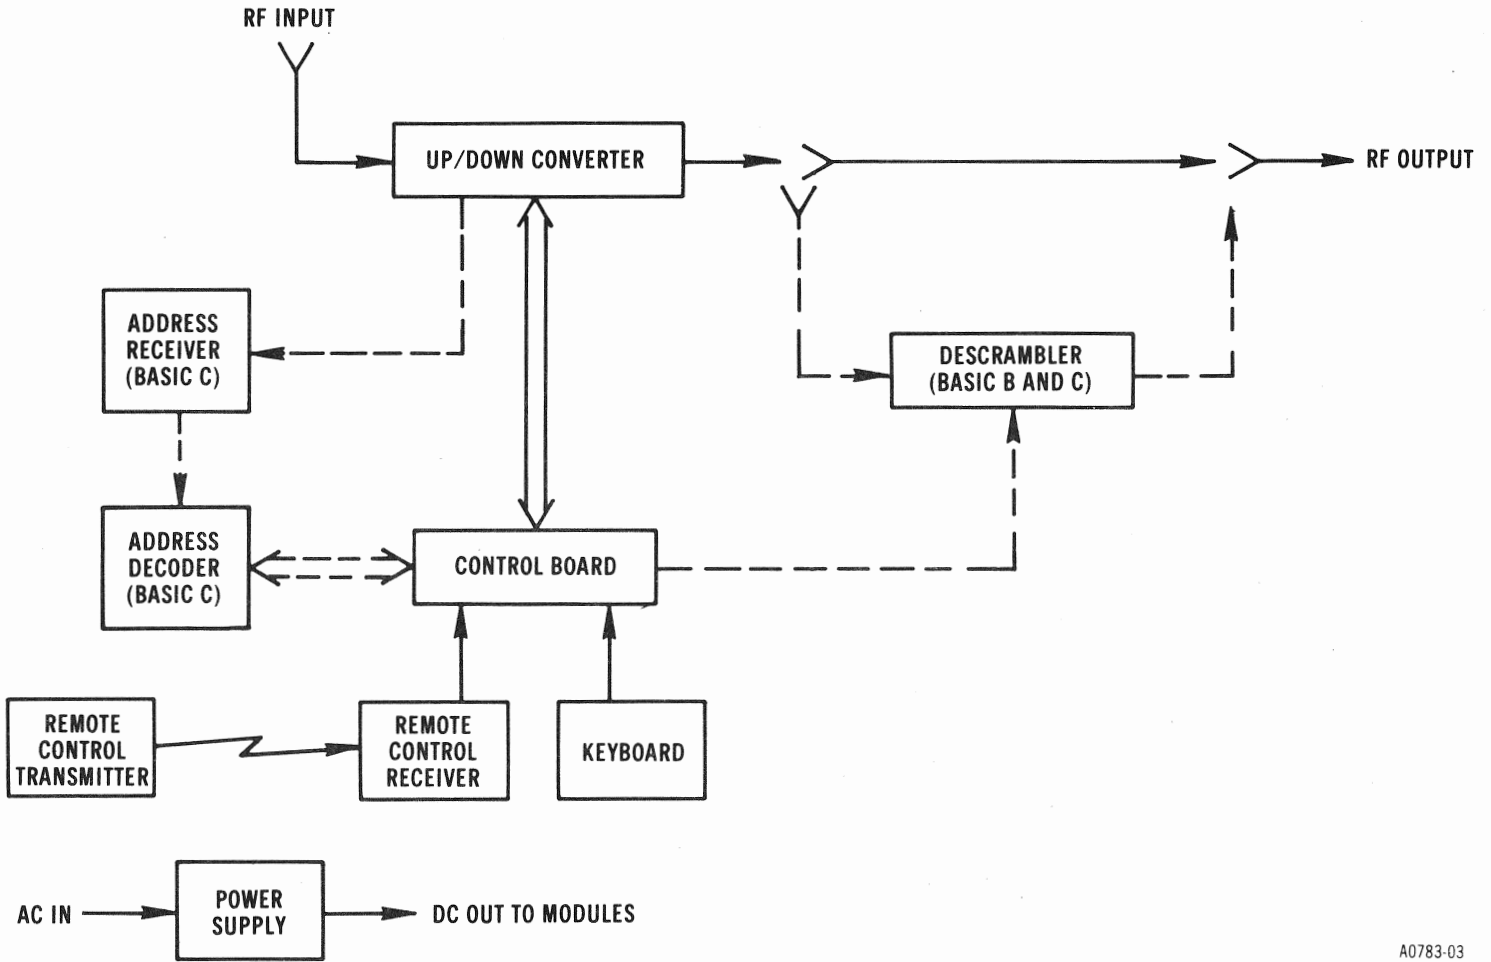 RF INPUT
UP/DOWN CONVERTER
RF OUTPUT
ADDRESS
RECEIVER
(BASIC C)
DESCRAMBLER
(BASIC B AND C)
ADDRESS
DECODER
(BASIC C)
CONTROL BOARD
REMOTE
CONTROL
TRANSMITTER
REMOTE
CONTROL
RECEIVER
KEYBOARD
AC IN
POWER
SUPPLY
DC OUT TO MODULES
A0783-03